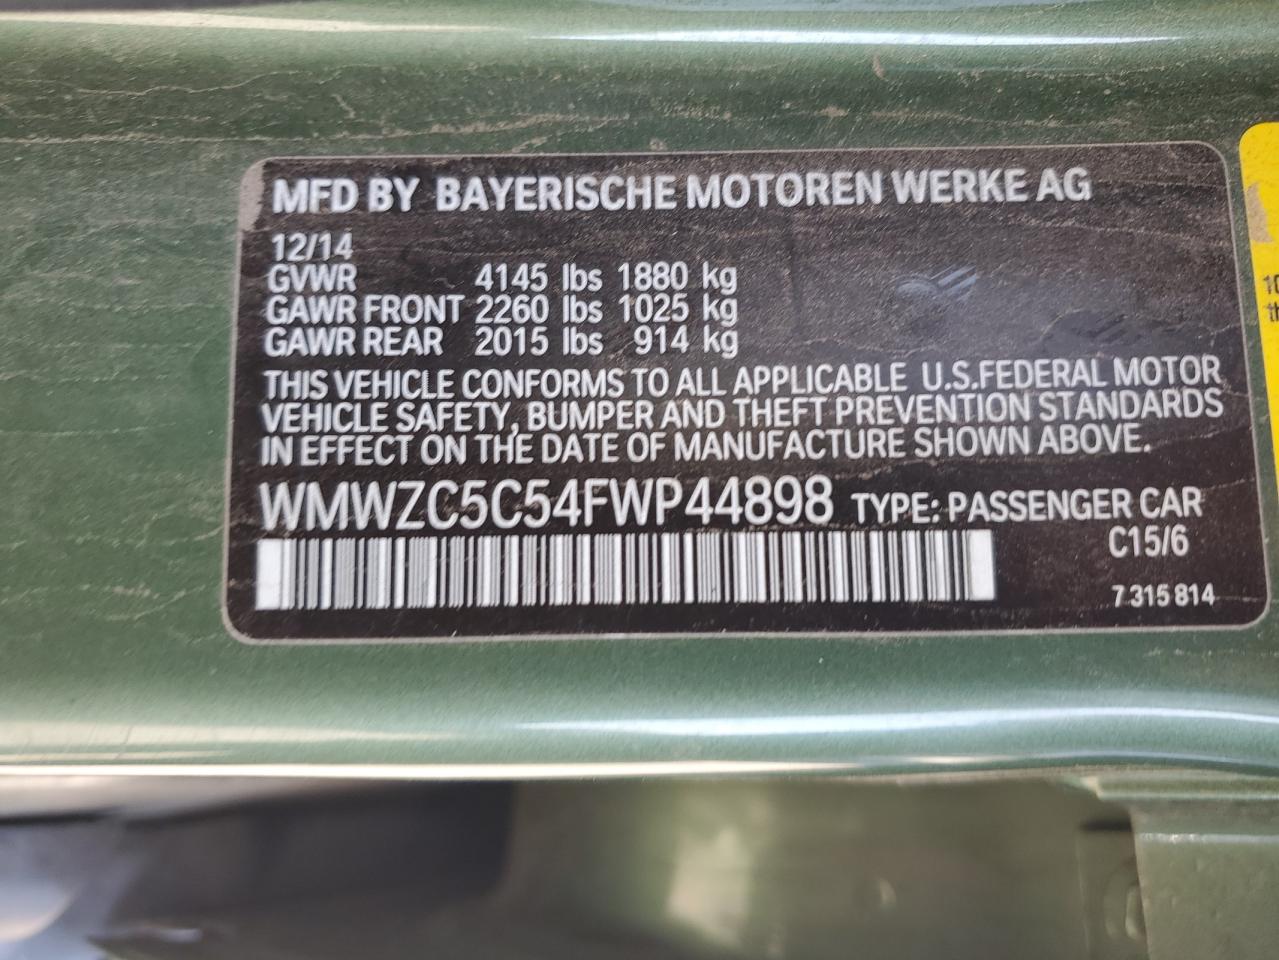 MFD BY BAYERISCHE MOTOREN WERKE AG
12/14
GVWR 4145 lbs 1880 kg
GAWR FRONT 2260 lbs 1025 kg
GAWR REAR 2015 lbs 914 kg
THIS VEHICLE CONFORMS TO ALL APPLICABLE U.S.FEDERAL MOTOR
VEHICLE SAFETY, BUMPER AND THEFT PREVENTION STANDARDS
IN EFFECT ON THE DATE OF MANUFACTURE SHOWN ABOVE.
WMWZC5C54FWP44898 TYPE: PASSENGER CAR
C15/6
7 315 814